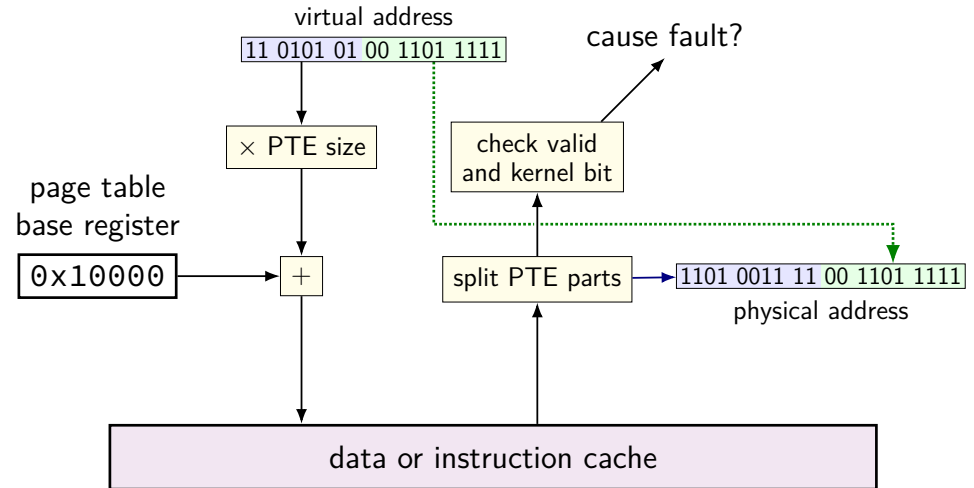 virtual address
11 0101 01 00 1101 1111
cause fault?
× PTE size
check valid
and kernel bit
page table
base register
0x10000
+
split PTE parts
1101 0011 11 00 1101 1111
physical address
data or instruction cache